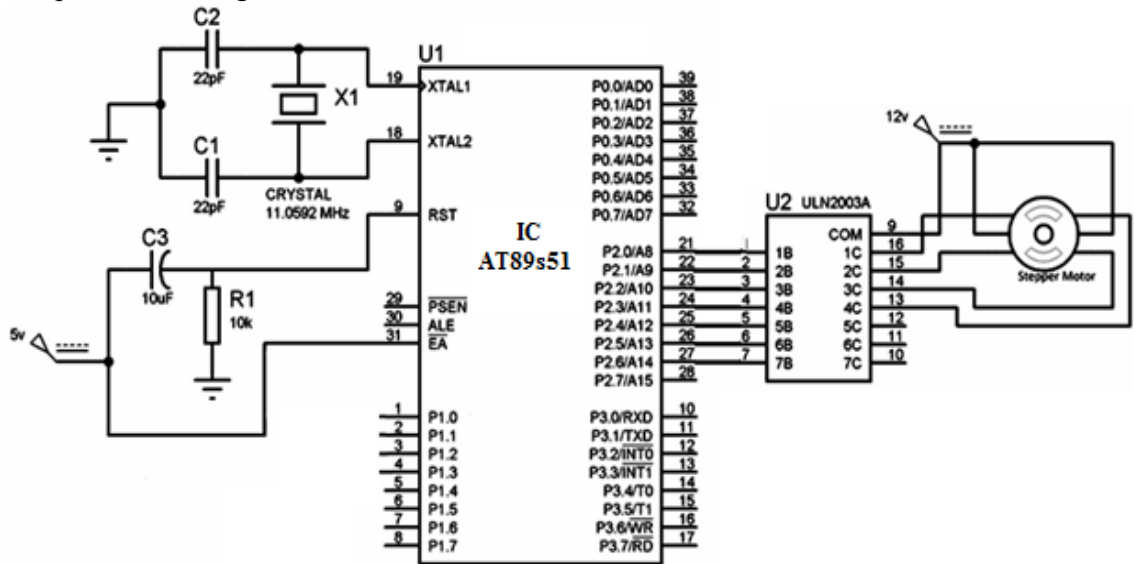 C2
22pF
X1
C1
22pF
CRYSTAL
11.0592 MHz
C3
10uF
R1
10k
5v
U1
IC
AT89s51
19 XTAL1
18 XTAL2
9 RST
29 PSEN
30 ALE
31 EA
1 P1.0
2 P1.1
3 P1.2
4 P1.3
5 P1.4
6 P1.5
7 P1.6
8 P1.7
P0.0/AD0 39
P0.1/AD1 38
P0.2/AD2 37
P0.3/AD3 36
P0.4/AD4 35
P0.5/AD5 34
P0.6/AD6 33
P0.7/AD7 32
P2.0/A8 21
P2.1/A9 22
P2.2/A10 23
P2.3/A11 24
P2.4/A12 25
P2.5/A13 26
P2.6/A14 27
P2.7/A15 28
P3.0/RXD 10
P3.1/TXD 11
P3.2/INT0 12
P3.3/INT1 13
P3.4/T0 14
P3.5/T1 15
P3.6/WR 16
P3.7/RD 17
U2 ULN2003A
1 1B
2 2B
3 3B
4 4B
5 5B
6 6B
7 7B
COM 9
1C 16
2C 15
3C 14
4C 13
5C 12
6C 11
7C 10
12v
Stepper Motor